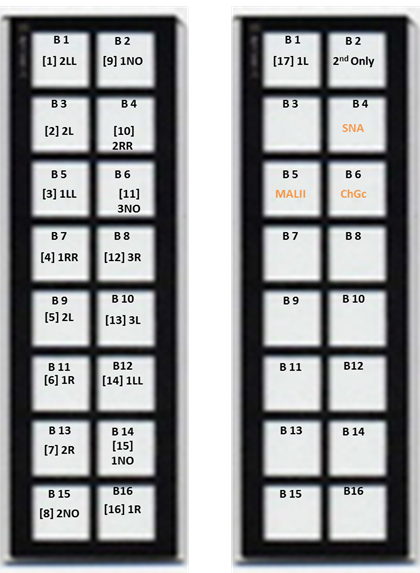 B 1
[1] 2LL
B 2
[9] 1NO
B 3
[2] 2L
B 4
[10]
2RR
B 5
[3] 1LL
B 6
[11]
3NO
B 7
[4] 1RR
B 8
[12] 3R
B 9
[5] 2L
B 10
[13] 3L
B 11
[6] 1R
B12
[14] 1LL
B 13
[7] 2R
B 14
[15]
1NO
B 15
[8] 2NO
B16
[16] 1R
B 1
[17] 1L
B 2
2nd Only
B 3
B 4
SNA
B 5
MALII
B 6
ChGc
B 7
B 8
B 9
B 10
B 11
B12
B 13
B 14
B 15
B16